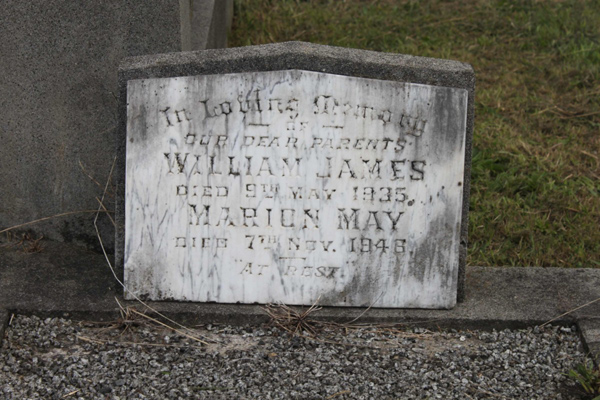 In Loving Memory
OF
OUR DEAR PARENTS
WILLIAM JAMES
DIED 9TH MAY 1935.
MARION MAY
DIED 7TH NOV. 1946.
AT REST.